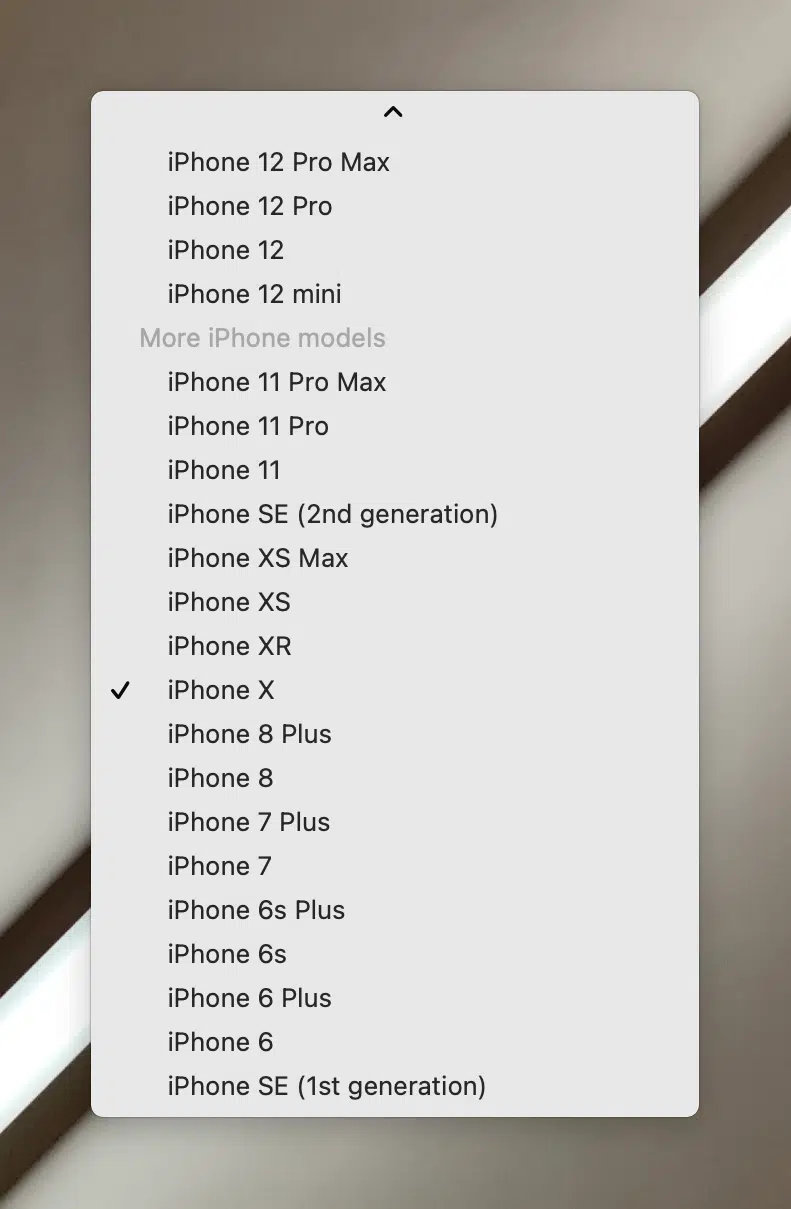 iPhone 12 Pro Max
iPhone 12 Pro
iPhone 12
iPhone 12 mini
More iPhone models
iPhone 11 Pro Max
iPhone 11 Pro
iPhone 11
iPhone SE (2nd generation)
iPhone XS Max
iPhone XS
iPhone XR
iPhone X
iPhone 8 Plus
iPhone 8
iPhone 7 Plus
iPhone 7
iPhone 6s Plus
iPhone 6s
iPhone 6 Plus
iPhone 6
iPhone SE (1st generation)